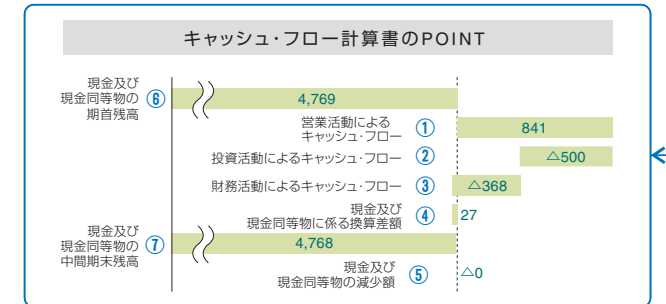 キャッシュ・フロー計算書のPOINT
現金及び
現金同等物の
期首残高
⑥
4,769
営業活動による
キャッシュ・フロー
①
841
投資活動によるキャッシュ・フロー
②
△500
財務活動によるキャッシュ・フロー
③
△368
現金及び
現金同等物に係る換算差額
④
27
現金及び
現金同等物の
中間期末残高
⑦
4,768
現金及び
現金同等物の減少額
⑤
△0